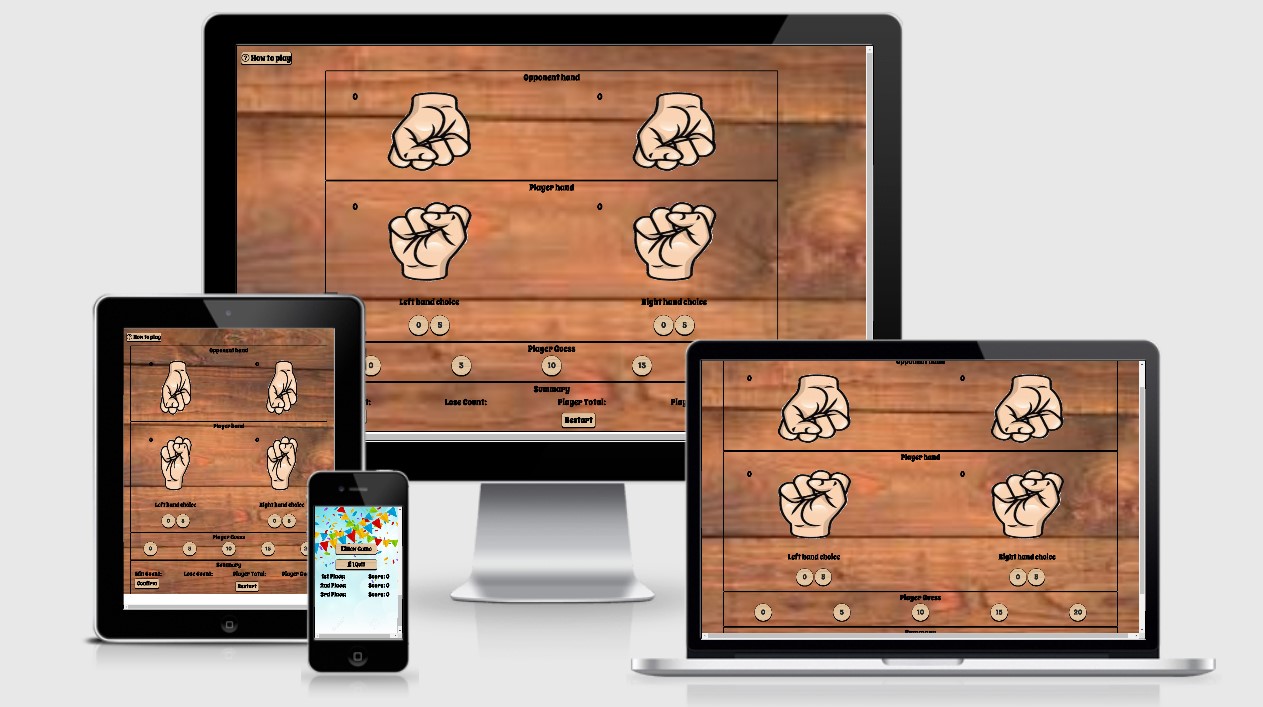 How to play
Opponent hand
0 0
Player hand
0 0
Left hand choice Right hand choice
0 5 0 5
Player Guess
0 5 10 15
Summary
Lose Count: Player Total:
Restart
How to play
Opponent hand
0 0
Player hand
0 0
Left hand choice Right hand choice
0 5 0 5
Player Guess
0 5 10 15
Summary
Win Count: Lose Count: Player Total:
Confirm
Restart
New Game
Quit
1st Place: Score: 0
2nd Place: Score: 0
3rd Place: Score: 0
Opponent hand
0 0
Player hand
0 0
Left hand choice Right hand choice
0 5 0 5
Player Guess
0 5 10 15 20
Summary